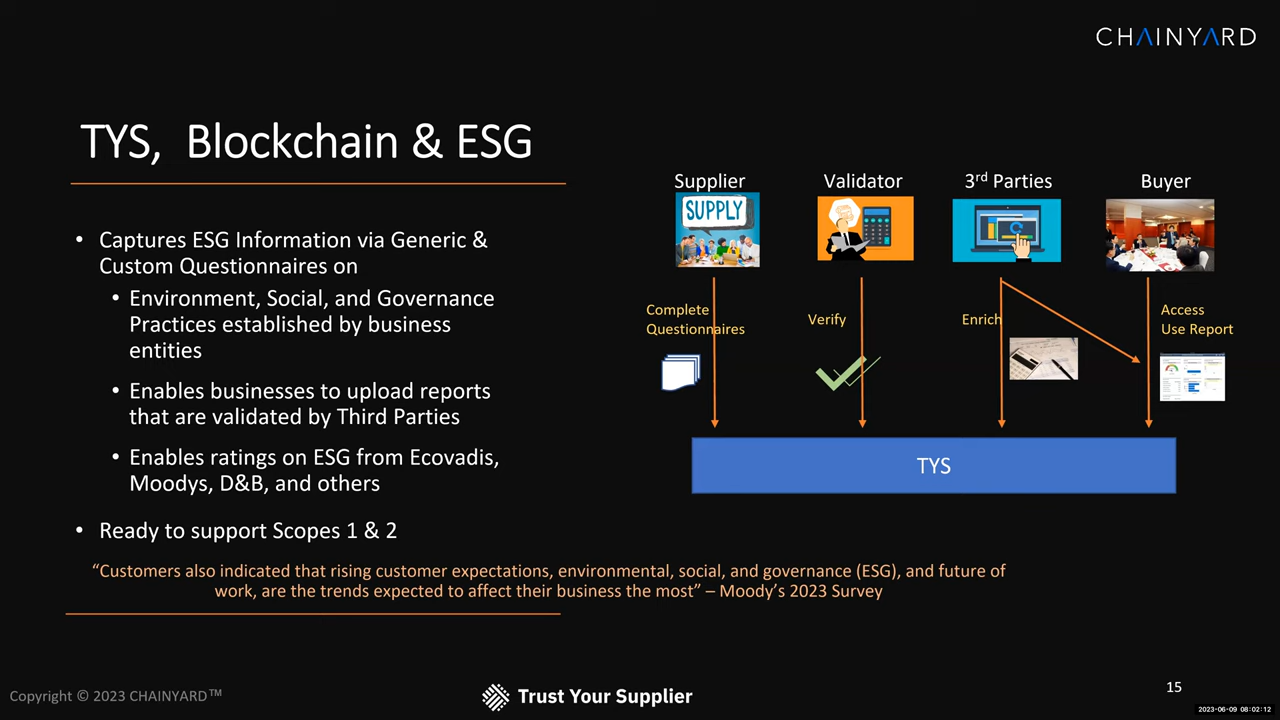 CHAINYARD
TYS, Blockchain & ESG
• Captures ESG Information via Generic &
Custom Questionnaires on
• Environment, Social, and Governance
Practices established by business
entities
• Enables businesses to upload reports
that are validated by Third Parties
• Enables ratings on ESG from Ecovadis,
Moodys, D&B, and others
• Ready to support Scopes 1 & 2
Supplier
Validator
3rd Parties
Buyer
SUPPLY
Complete
Questionnaires
Verify
Enrich
Access
Use Report
TYS
“Customers also indicated that rising customer expectations, environmental, social, and governance (ESG), and future of
work, are the trends expected to affect their business the most” – Moody’s 2023 Survey
Copyright © 2023 CHAINYARD™
Trust Your Supplier
15
2023-06-09 08:02:12